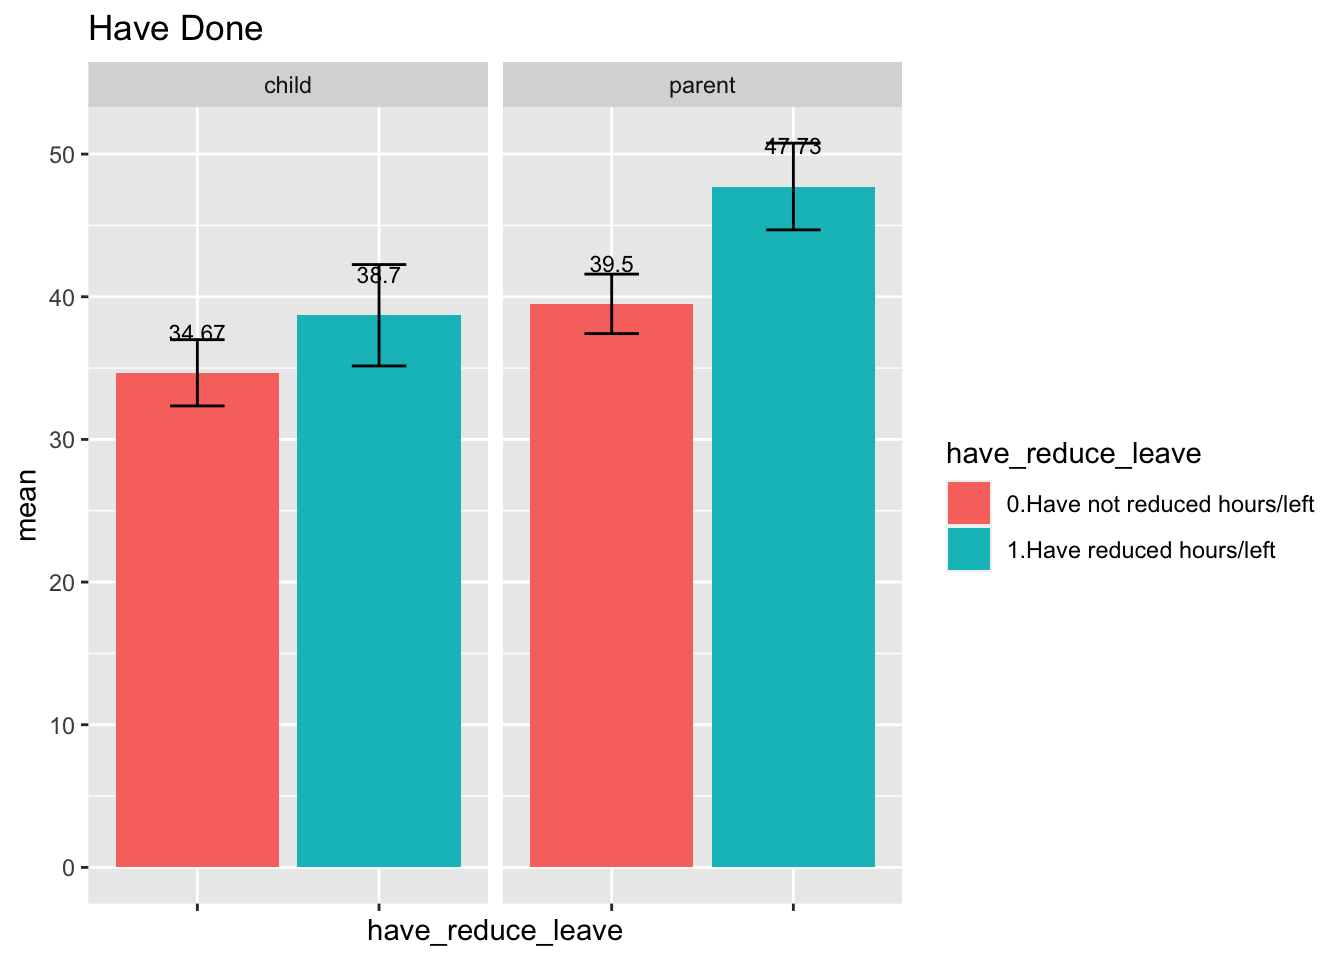 Have Done
child
parent
50
40
30
20
10
0
mean
34.67
38.7
39.5
47.73
have_reduce_leave
have_reduce_leave
0.Have not reduced hours/left
1.Have reduced hours/left